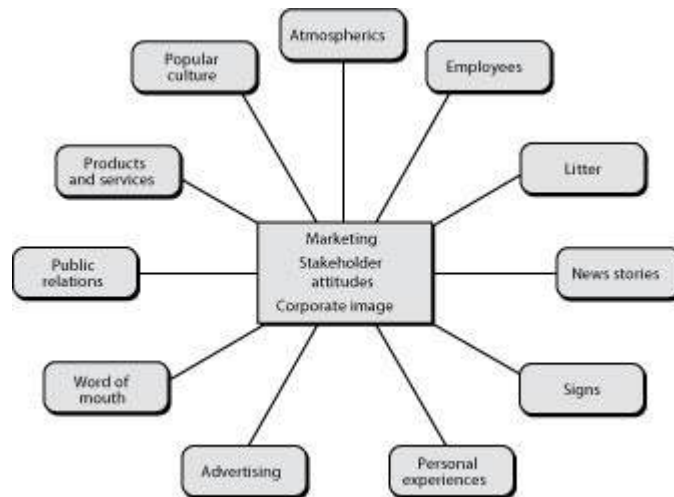 Atmospherics
Popular
culture
Employees
Products
and services
Litter
Marketing
Stakeholder
attitudes
Corporate image
Public
relations
News stories
Word of
mouth
Signs
Advertising
Personal
experiences